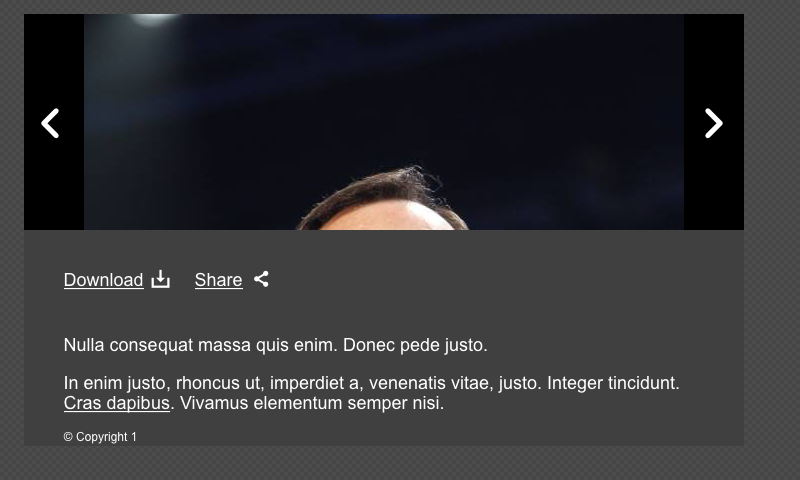 Download Share
Nulla consequat massa quis enim. Donec pede justo.
In enim justo, rhoncus ut, imperdiet a, venenatis vitae, justo. Integer tincidunt.
Cras dapibus. Vivamus elementum semper nisi.
© Copyright 1